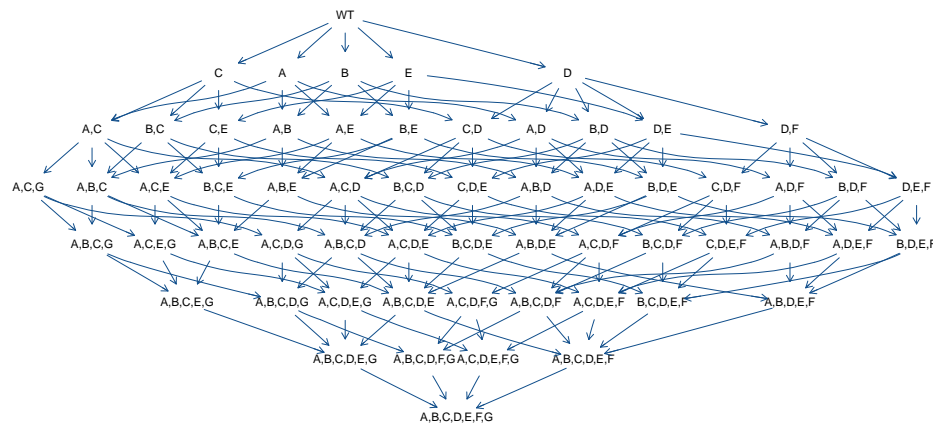 WT
C A B E D
A,C B,C C,E A,B A,E B,E C,D A,D B,D D,E D,F
A,C,G A,B,C A,C,E B,C,E A,B,E A,C,D B,C,D C,D,E A,B,D A,D,E B,D,E C,D,F A,D,F B,D,F D,E,F
A,B,C,G A,C,E,G A,B,C,E A,C,D,G A,B,C,D A,C,D,E B,C,D,E A,B,D,E A,C,D,F B,C,D,F C,D,E,F A,B,D,F A,D,E,F B,D,E,F
A,B,C,E,G A,B,C,D,G A,C,D,E,G A,B,C,D,E A,C,D,F,G A,B,C,D,F A,C,D,E,F B,C,D,E,F A,B,D,E,F
A,B,C,D,E,G A,B,C,D,F,G A,C,D,E,F,G A,B,C,D,E,F
A,B,C,D,E,F,G